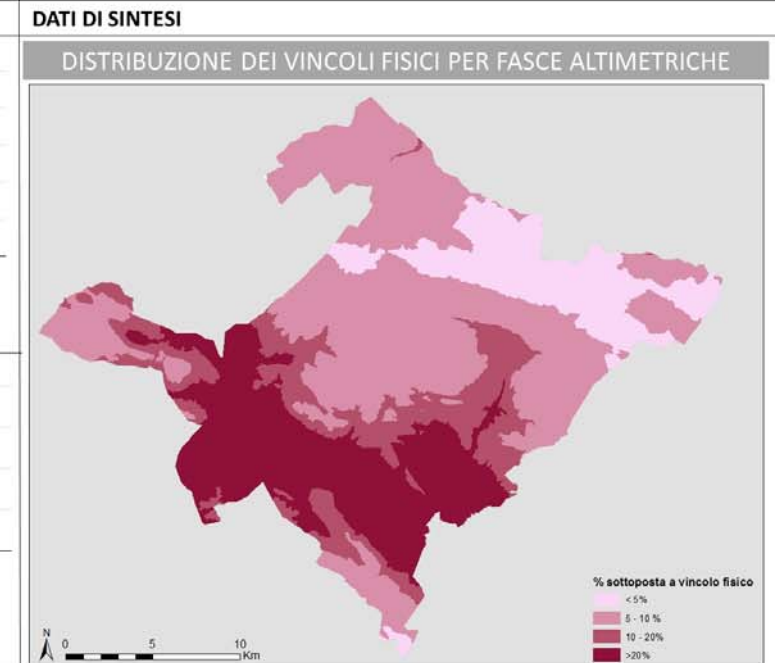 DATI DI SINTESI
DISTRIBUZIONE DEI VINCOLI FISICI PER FASCE ALTIMETRICHE
% sottoposta a vincolo fisico
< 5%
5 - 10 %
10 - 20%
>20%
N
0 5 10
Km